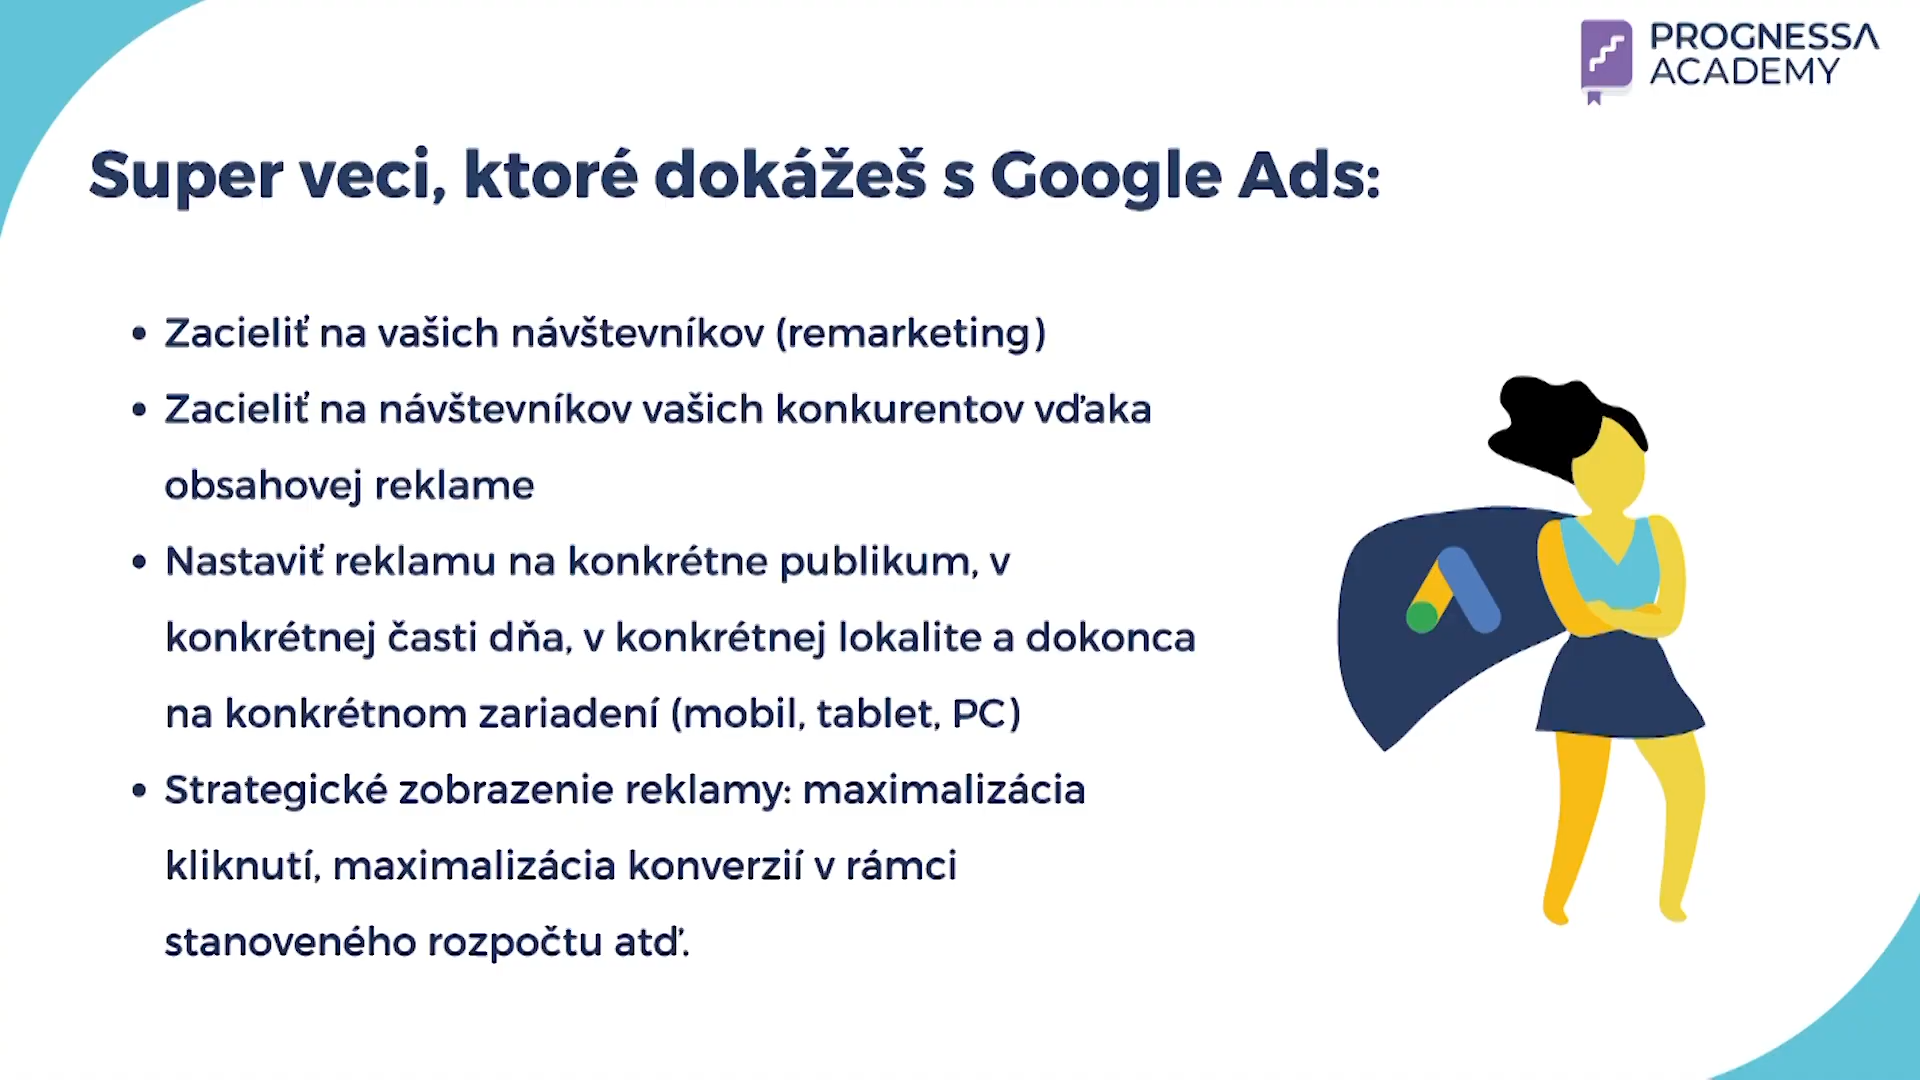 PROGNESSA
ACADEMY
Super veci, ktoré dokážeš s Google Ads:
• Zacieliť na vašich návštevníkov (remarketing)
• Zacieliť na návštevníkov vašich konkurentov vďaka
obsahovej reklame
• Nastaviť reklamu na konkrétne publikum, v
konkrétnej časti dňa, v konkrétnej lokalite a dokonca
na konkrétnom zariadení (mobil, tablet, PC)
• Strategické zobrazenie reklamy: maximalizácia
kliknutí, maximalizácia konverzií v rámci
stanoveného rozpočtu atď.